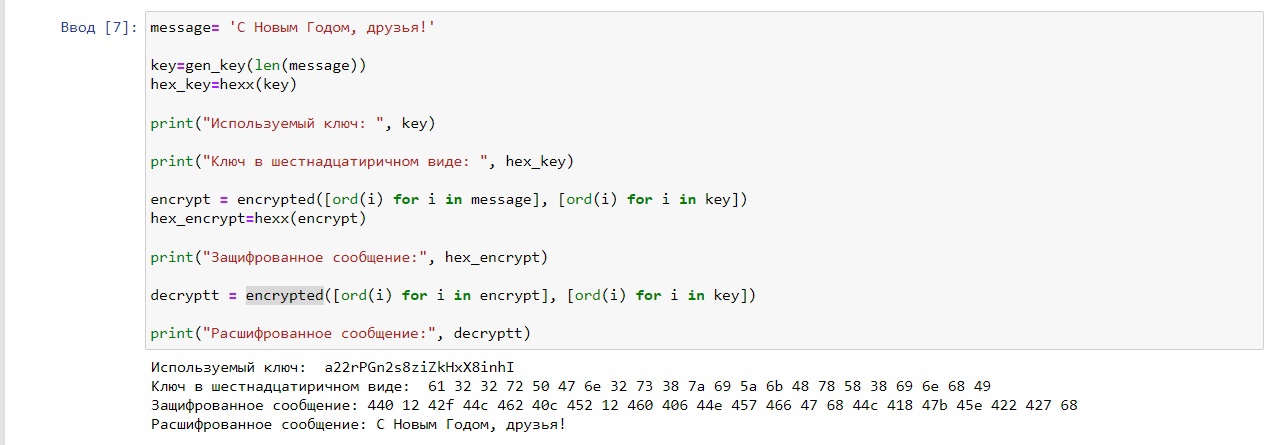 Ввод [7]: message= 'С Новым Годом, друзья!'
key=gen_key(len(message))
hex_key=hexx(key)
print("Используемый ключ: ", key)
print("Ключ в шестнадцатиричном виде: ", hex_key)
encrypt = encrypted([ord(i) for i in message], [ord(i) for i in key])
hex_encrypt=hexx(encrypt)
print("Защифрованное сообщение:", hex_encrypt)
decryptt = encrypted([ord(i) for i in encrypt], [ord(i) for i in key])
print("Расшифрованное сообщение:", decryptt)
Используемый ключ:  a22rPGn2s8ziZkHxX8inhI
Ключ в шестнадцатиричном виде:  61 32 32 72 50 47 6e 32 73 38 7a 69 5a 6b 48 78 58 38 69 6e 68 49
Защифрованное сообщение: 440 12 42f 44c 462 40c 452 12 460 406 44e 457 466 47 68 44c 418 47b 45e 422 427 68
Расшифрованное сообщение: С Новым Годом, друзья!